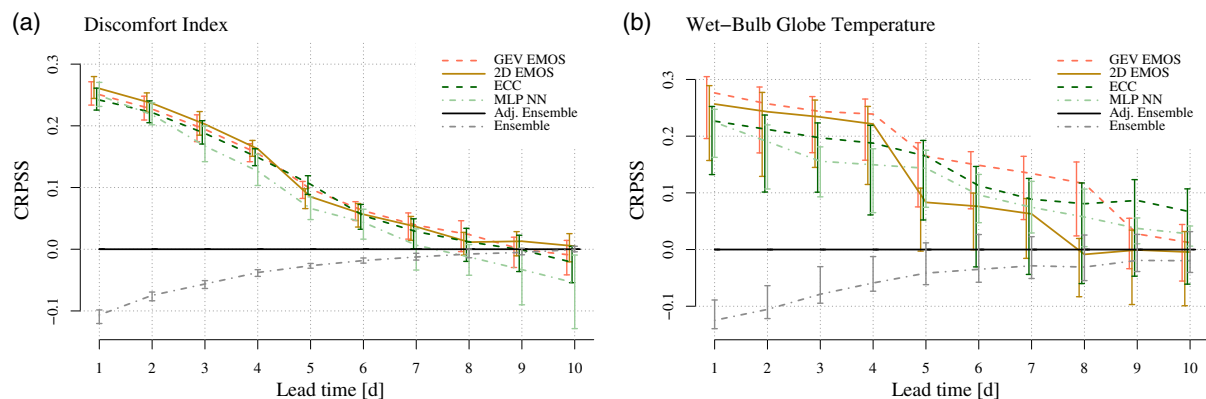 (a) Discomfort Index
CRPSS
0.3
0.2
0.1
0.0
−0.1
GEV EMOS
2D EMOS
ECC
MLP NN
Adj. Ensemble
Ensemble
1 2 3 4 5 6 7 8 9 10
Lead time [d]
(b) Wet−Bulb Globe Temperature
CRPSS
0.3
0.2
0.1
0.0
−0.1
GEV EMOS
2D EMOS
ECC
MLP NN
Adj. Ensemble
Ensemble
1 2 3 4 5 6 7 8 9 10
Lead time [d]